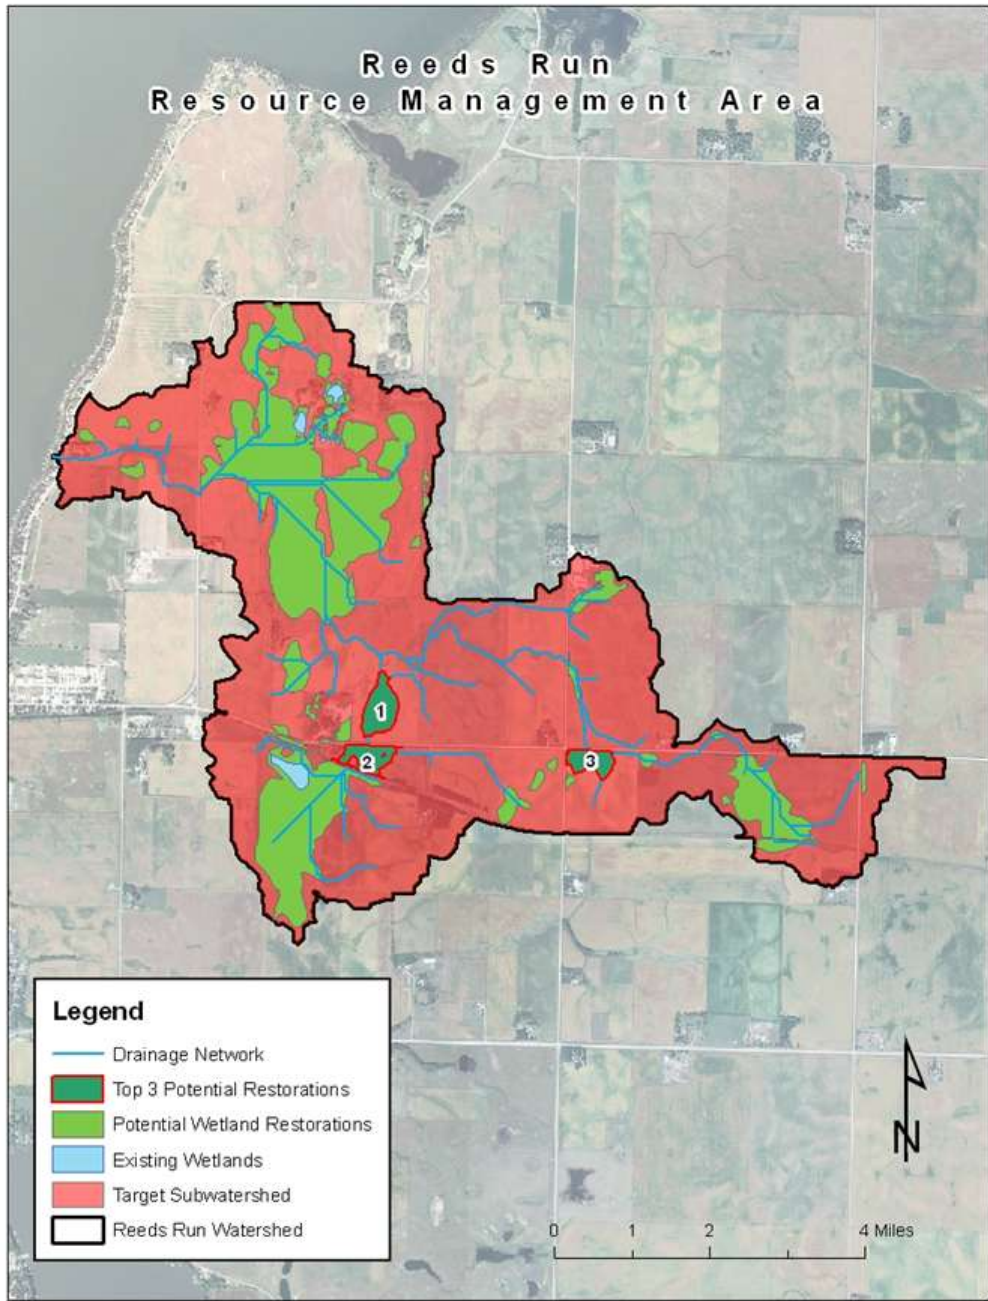 Reeds Run
Resource Management Area
1
2
3
Legend
Drainage Network
Top 3 Potential Restorations
Potential Wetland Restorations
Existing Wetlands
Target Subwatershed
Reeds Run Watershed
N
0 1 2 4 Miles